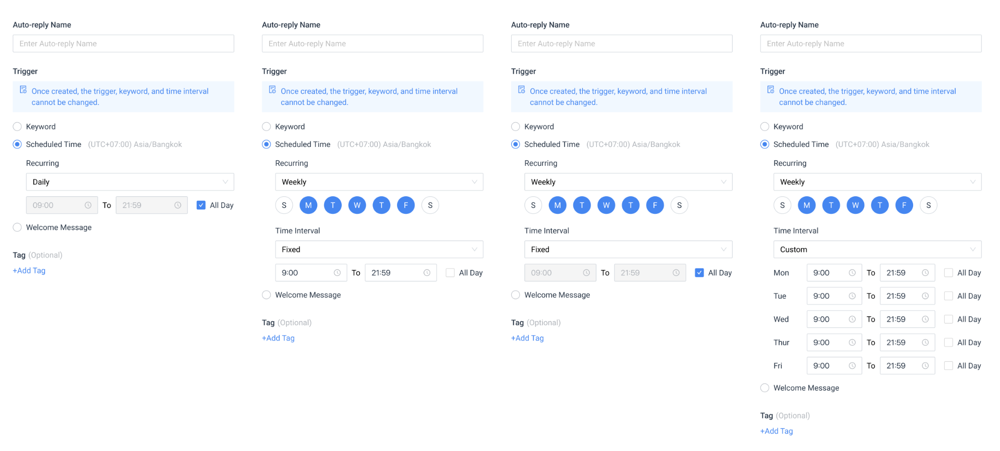 Auto-reply Name
Enter Auto-reply Name
Trigger
Once created, the trigger, keyword, and time interval
cannot be changed.
Keyword
Scheduled Time (UTC+07:00) Asia/Bangkok
Recurring
Daily
09:00 To 21:59 All Day
Welcome Message
Tag (Optional)
+Add Tag
Auto-reply Name
Enter Auto-reply Name
Trigger
Once created, the trigger, keyword, and time interval
cannot be changed.
Keyword
Scheduled Time (UTC+07:00) Asia/Bangkok
Recurring
Weekly
S M T W T F S
Time Interval
Fixed
9:00 To 21:59 All Day
Welcome Message
Tag (Optional)
+Add Tag
Auto-reply Name
Enter Auto-reply Name
Trigger
Once created, the trigger, keyword, and time interval
cannot be changed.
Keyword
Scheduled Time (UTC+07:00) Asia/Bangkok
Recurring
Weekly
S M T W T F S
Time Interval
Fixed
09:00 To 21:59 All Day
Welcome Message
Tag (Optional)
+Add Tag
Auto-reply Name
Enter Auto-reply Name
Trigger
Once created, the trigger, keyword, and time interval
cannot be changed.
Keyword
Scheduled Time (UTC+07:00) Asia/Bangkok
Recurring
Weekly
S M T W T F S
Time Interval
Custom
Mon 9:00 To 21:59 All Day
Tue 9:00 To 21:59 All Day
Wed 9:00 To 21:59 All Day
Thur 9:00 To 21:59 All Day
Fri 9:00 To 21:59 All Day
Welcome Message
Tag (Optional)
+Add Tag